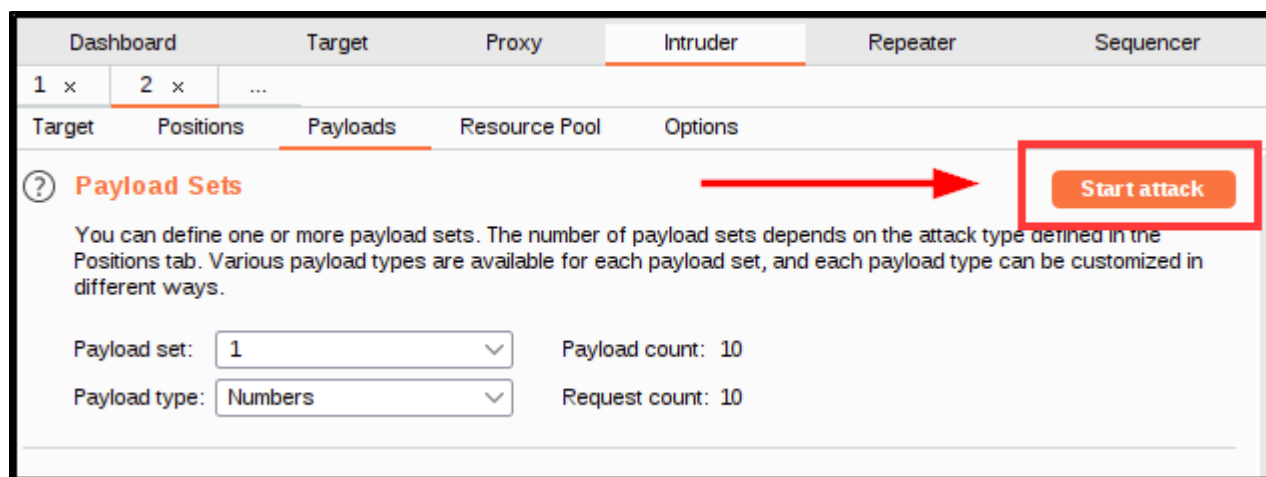 Dashboard Target Proxy Intruder Repeater Sequencer
1 × 2 × ...
Target Positions Payloads Resource Pool Options
? Payload Sets Start attack
You can define one or more payload sets. The number of payload sets depends on the attack type defined in the
Positions tab. Various payload types are available for each payload set, and each payload type can be customized in
different ways.
Payload set: 1 Payload count: 10
Payload type: Numbers Request count: 10